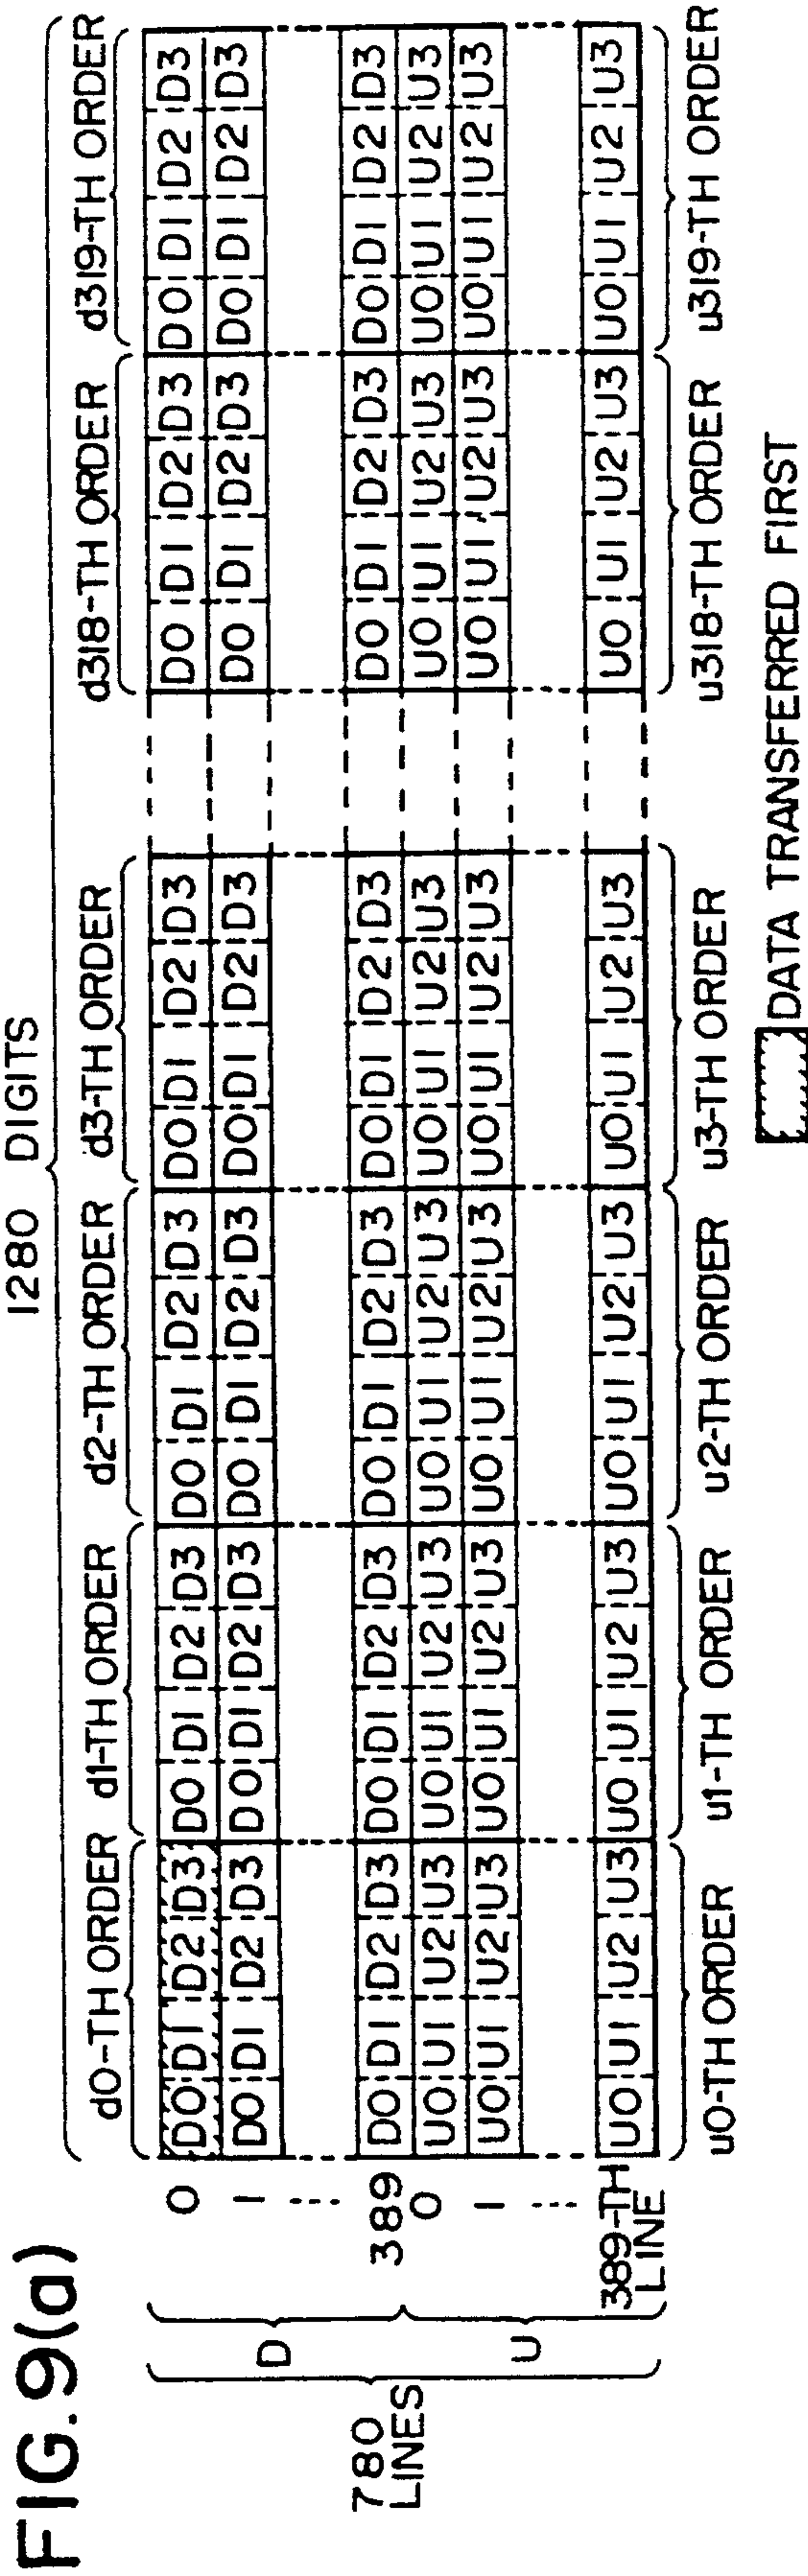 FIG. 9(a)
1280 DIGITS
d0-TH ORDER d1-TH ORDER d2-TH ORDER d3-TH ORDER d318-TH ORDER d319-TH ORDER
0 D0 D1 D2 D3 D0 D1 D2 D3 D0 D1 D2 D3 D0 D1 D2 D3 D0 D1 D2 D3 D0 D1 D2 D3
1 D0 D1 D2 D3 D0 D1 D2 D3 D0 D1 D2 D3 D0 D1 D2 D3 D0 D1 D2 D3 D0 D1 D2 D3
D
389 D0 D1 D2 D3 D0 D1 D2 D3 D0 D1 D2 D3 D0 D1 D2 D3 D0 D1 D2 D3 D0 D1 D2 D3
780
LINES
0 U0 U1 U2 U3 U0 U1 U2 U3 U0 U1 U2 U3 U0 U1 U2 U3 U0 U1 U2 U3 U0 U1 U2 U3
1 U0 U1 U2 U3 U0 U1 U2 U3 U0 U1 U2 U3 U0 U1 U2 U3 U0 U1 U2 U3 U0 U1 U2 U3
U
389-TH
LINE
U0 U1 U2 U3 U0 U1 U2 U3 U0 U1 U2 U3 U0 U1 U2 U3 U0 U1 U2 U3 U0 U1 U2 U3
u0-TH ORDER u1-TH ORDER u2-TH ORDER u3-TH ORDER u318-TH ORDER u319-TH ORDER
DATA TRANSFERRED FIRST